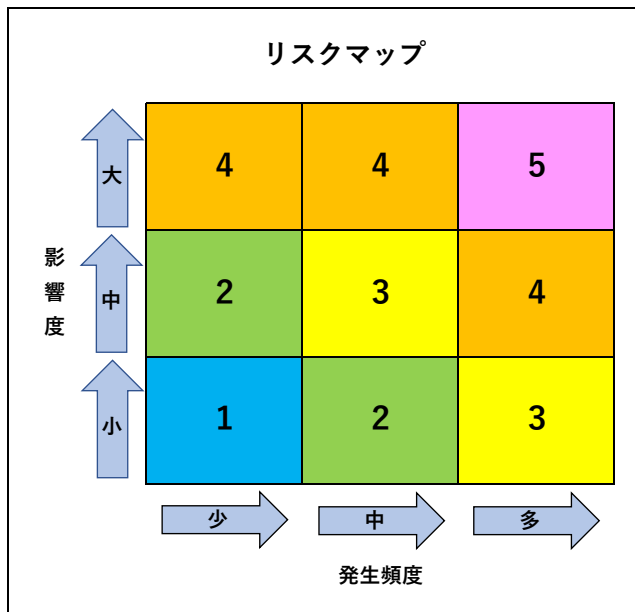 リスクマップ
大 4 4 5
影響度
中 2 3 4
小 1 2 3
少 中 多
発生頻度